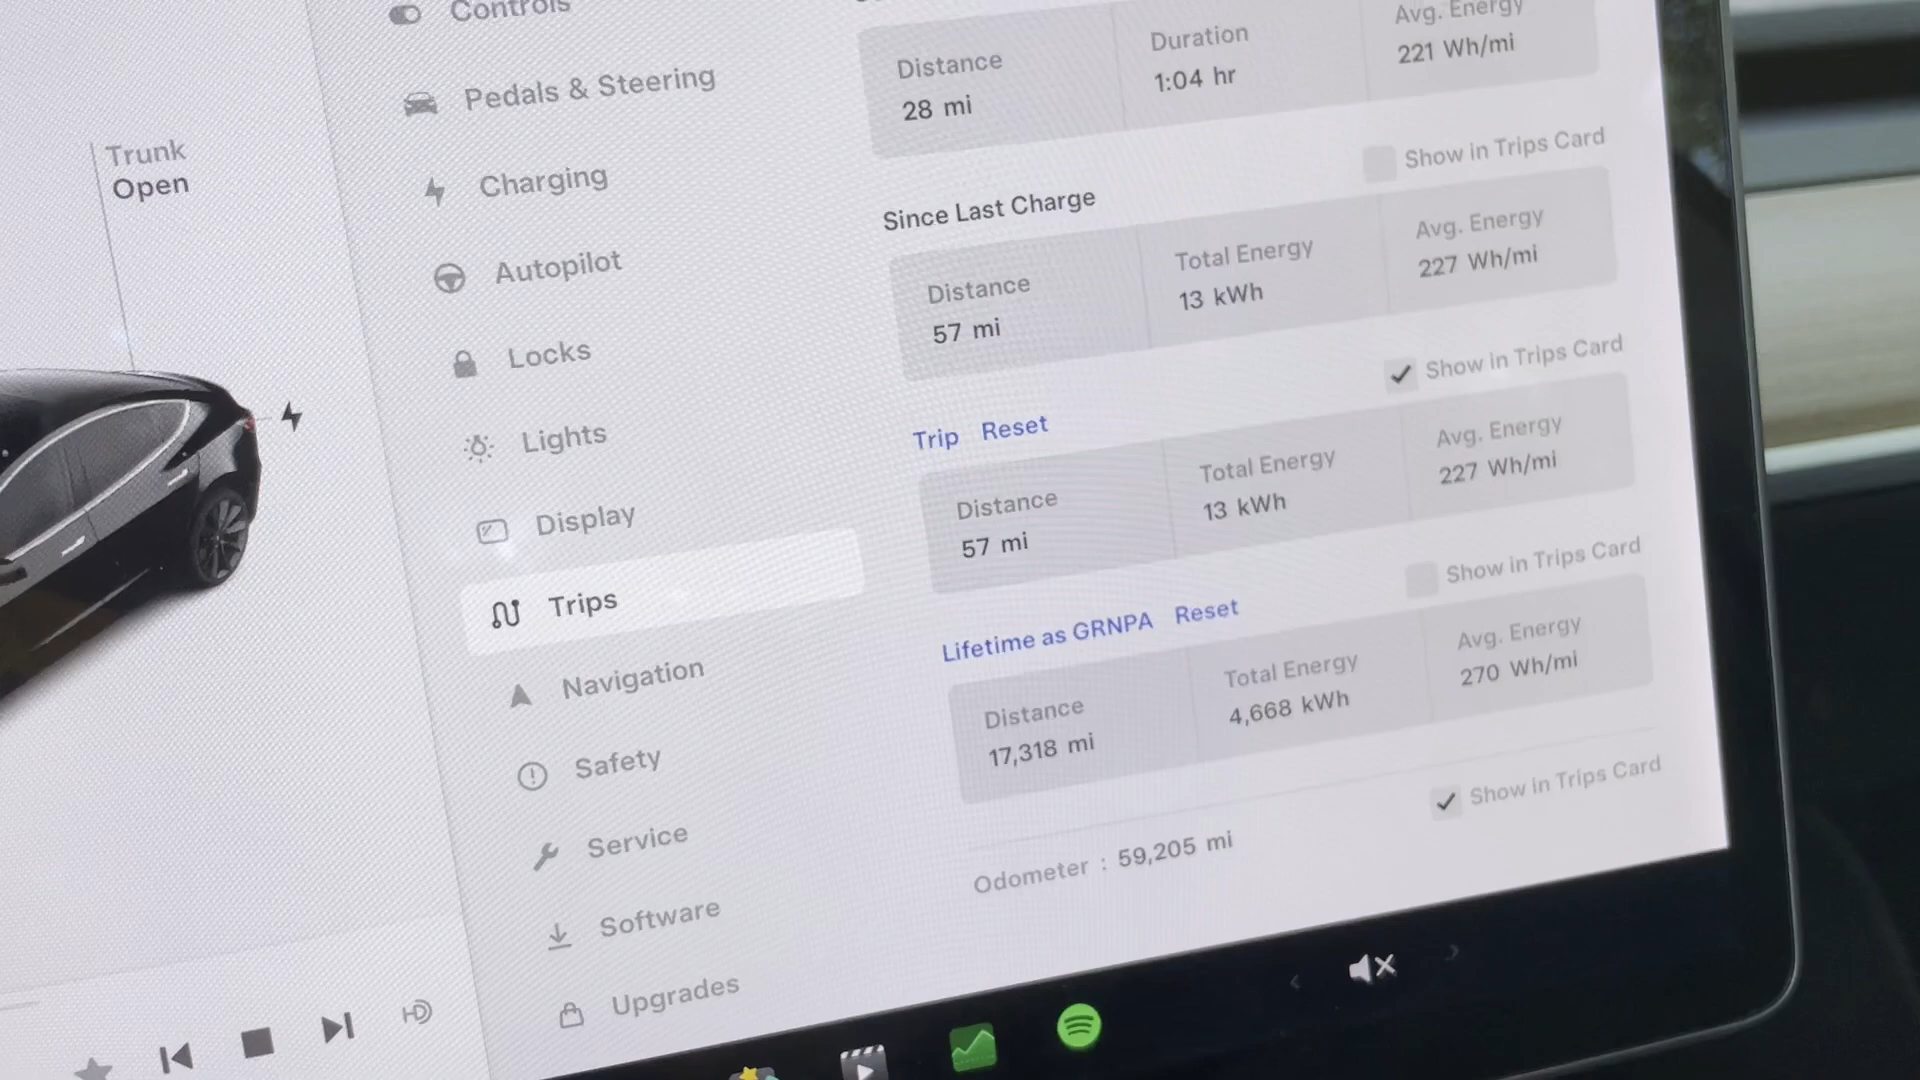 Controls
Pedals & Steering
Charging
Autopilot
Locks
Lights
Display
Trips
Navigation
Safety
Service
Software
Upgrades
Trunk
Open
Distance
28 mi
Duration
1:04 hr
Avg. Energy
221 Wh/mi
Show in Trips Card
Since Last Charge
Distance
57 mi
Total Energy
13 kWh
Avg. Energy
227 Wh/mi
Show in Trips Card
Trip Reset
Distance
57 mi
Total Energy
13 kWh
Avg. Energy
227 Wh/mi
Show in Trips Card
Lifetime as GRNPA Reset
Distance
17,318 mi
Total Energy
4,668 kWh
Avg. Energy
270 Wh/mi
Show in Trips Card
Odometer : 59,205 mi